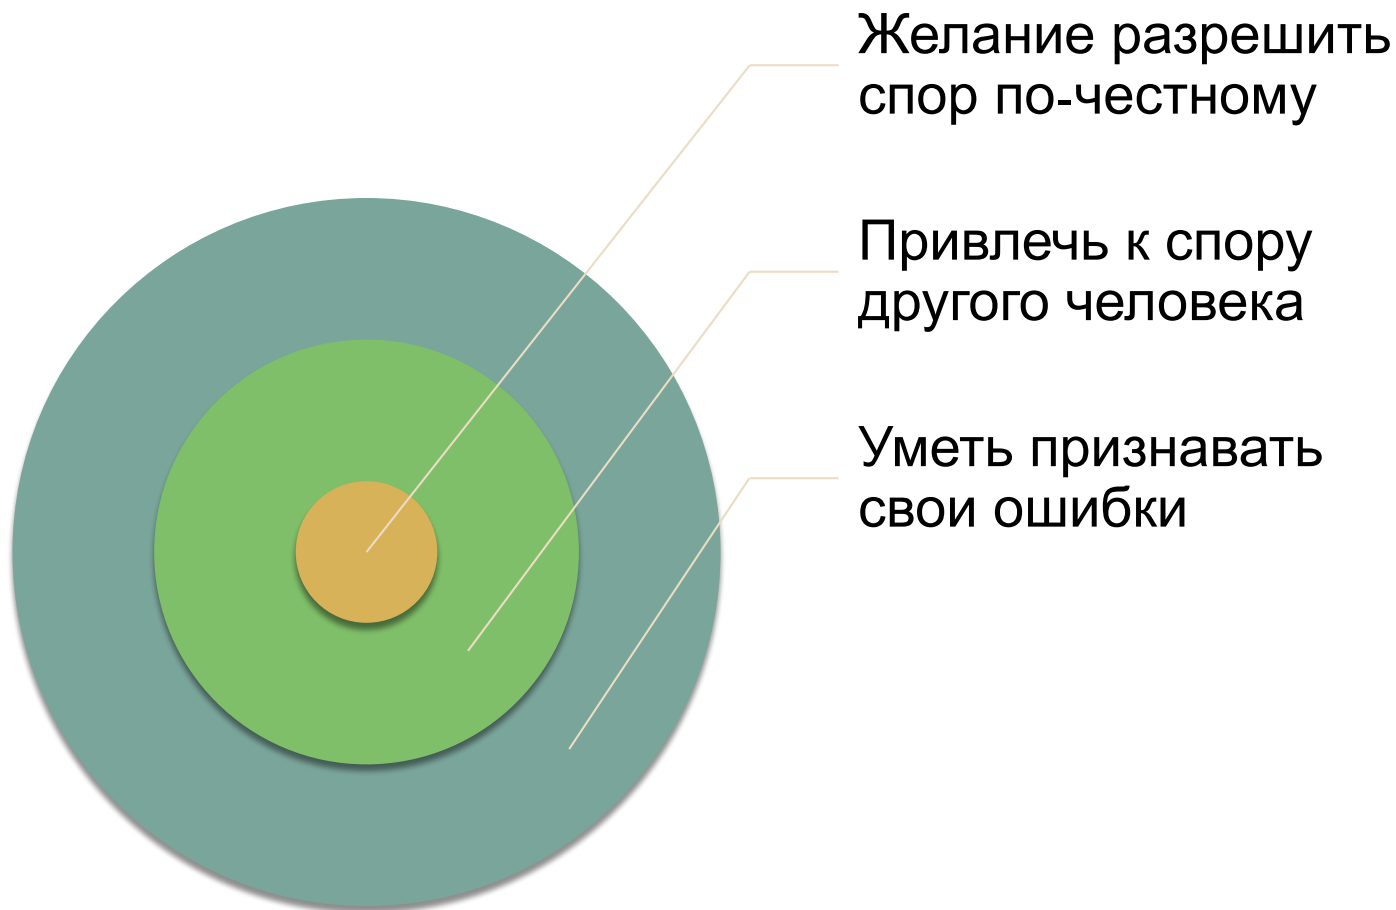 Желание разрешить
спор по-честному
Привлечь к спору
другого человека
Уметь признавать
свои ошибки